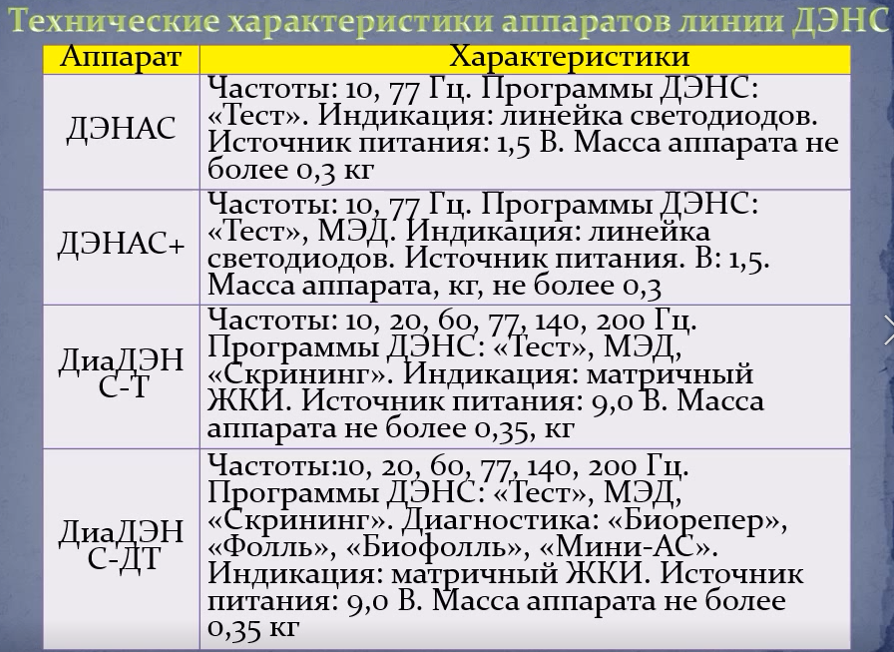 Технические характеристики аппаратов линии ДЭНС
Аппарат Характеристики
ДЭНАС
Частоты: 10, 77 Гц. Программы ДЭНС:
«Тест». Индикация: линейка светодиодов.
Источник питания: 1,5 В. Масса аппарата не
более 0,3 кг
ДЭНАС+
Частоты: 10, 77 Гц. Программы ДЭНС:
«Тест», МЭД. Индикация: линейка
светодиодов. Источник питания. В: 1,5.
Масса аппарата, кг, не более 0,3
ДиаДЭН
С-Т
Частоты: 10, 20, 60, 77, 140, 200 Гц.
Программы ДЭНС: «Тест», МЭД,
«Скрининг». Индикация: матричный
ЖКИ. Источник питания: 9,0 В. Масса
аппарата не более 0,35, кг
ДиаДЭН
С-ДТ
Частоты:10, 20, 60, 77, 140, 200 Гц.
Программы ДЭНС: «Тест», МЭД,
«Скрининг». Диагностика: «Биорепер»,
«Фолль», «Биофолль», «Мини-АС».
Индикация: матричный ЖКИ. Источник
питания: 9,0 В. Масса аппарата не более
0,35 кг